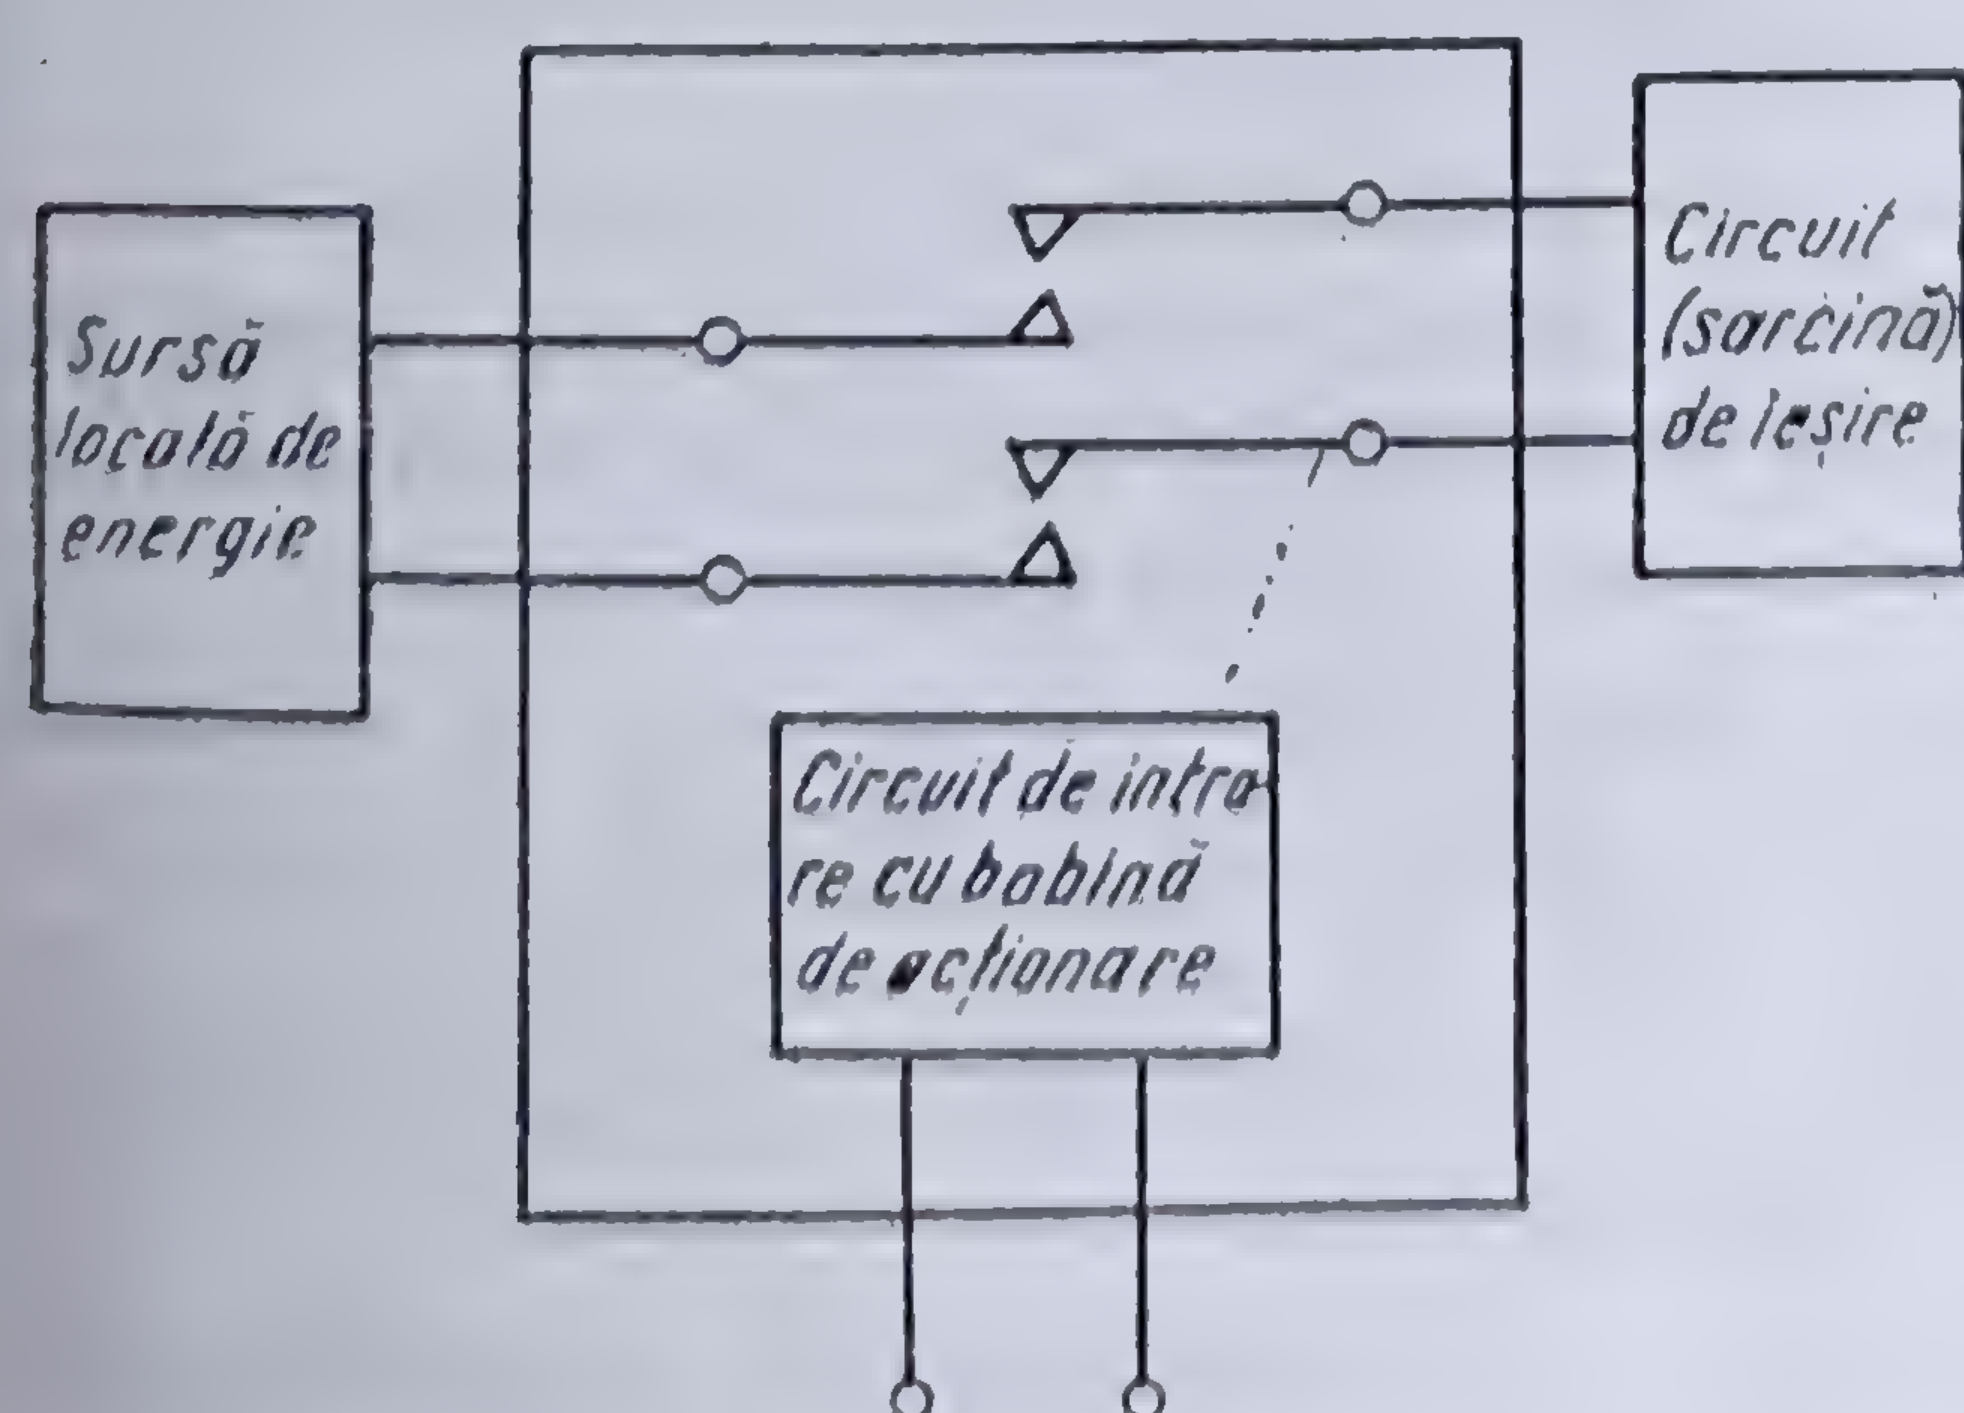 Sursă
locală de
energie
Circuit
(sarcină)
de ieșire
Circuit de intra-
re cu bobină
de acționare